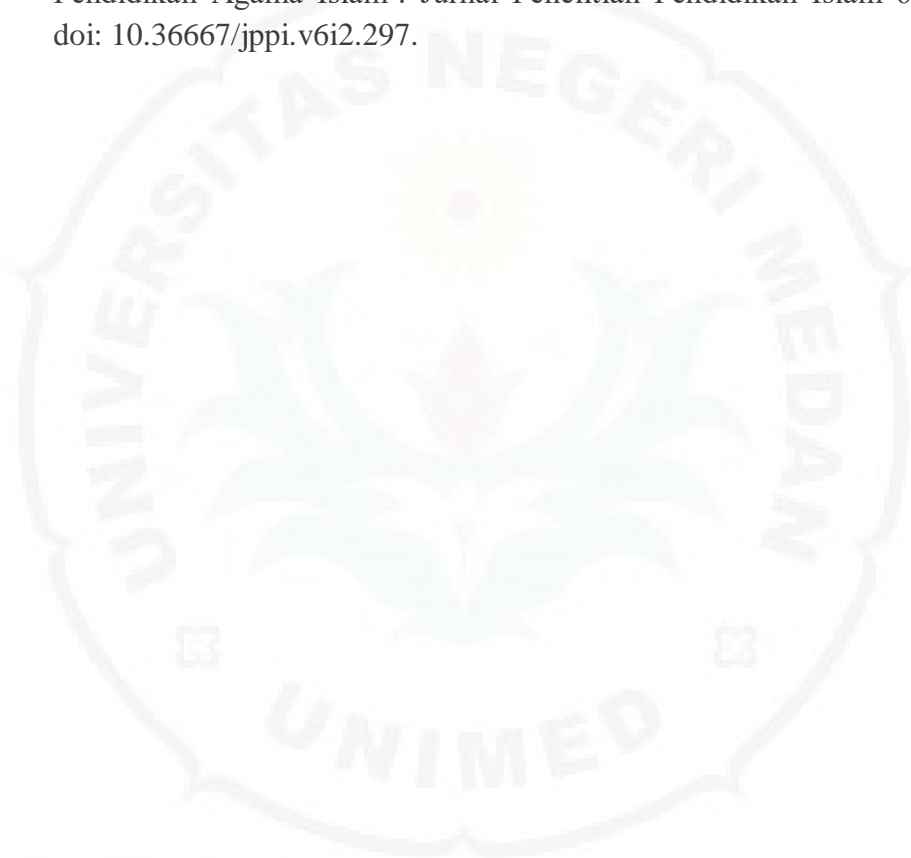 Pendidikan Agama Islam”. Jurnal Penelitian Pendidikan Islam 6
doi: 10.36667/jppi.v6i2.297.
UNIVERSITAS NEGERI MEDAN
UNIMED